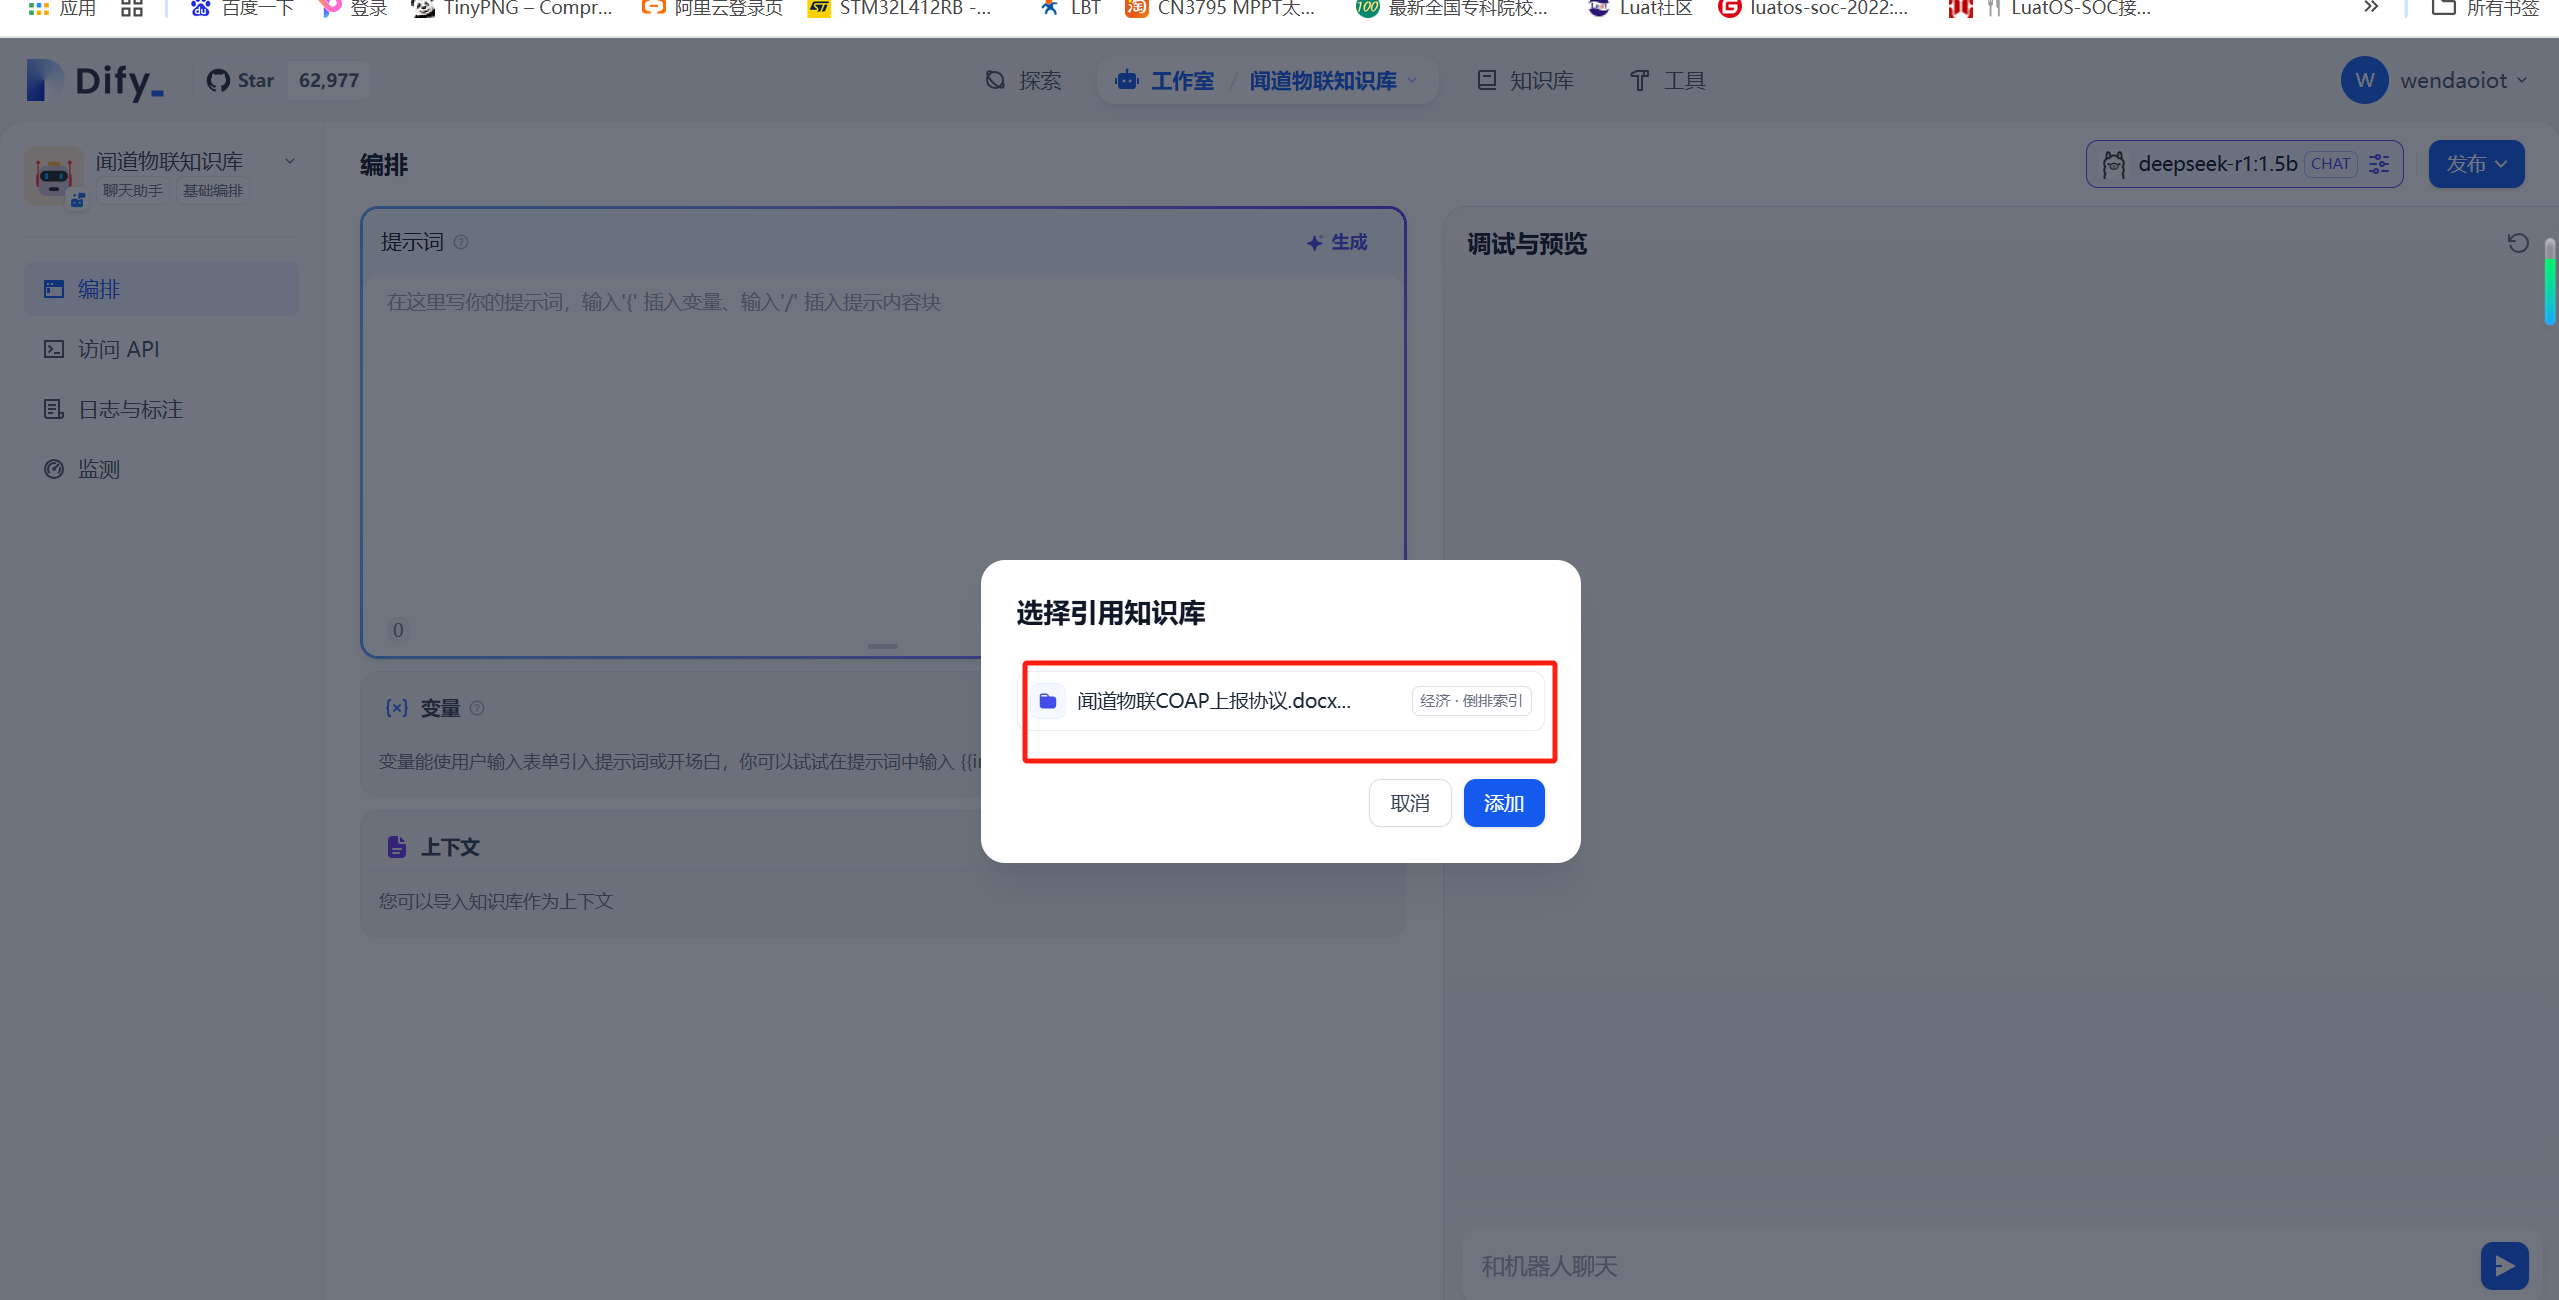 应用
百度一下
登录
TinyPNG – Compr...
阿里云登录页
STM32L412RB -...
LBT
CN3795 MPPT太...
最新全国专科院校...
Luat社区
luatos-soc-2022:...
LuatOS-SOC接...
所有书签
Dify_
Star 62,977
探索
工作室 / 闻道物联知识库
知识库
工具
W wendaoiot
闻道物联知识库
聊天助手 基础编排
编排
访问 API
日志与标注
监测
编排
deepseek-r1:1.5b CHAT
发布
提示词
生成
在这里写你的提示词，输入'{' 插入变量、输入'/' 插入提示内容块
0
变量
变量能使用户输入表单引入提示词或开场白，你可以试试在提示词中输入 {{i
上下文
您可以导入知识库作为上下文
调试与预览
和机器人聊天
选择引用知识库
闻道物联COAP上报协议.docx...
经济 · 倒排索引
取消
添加